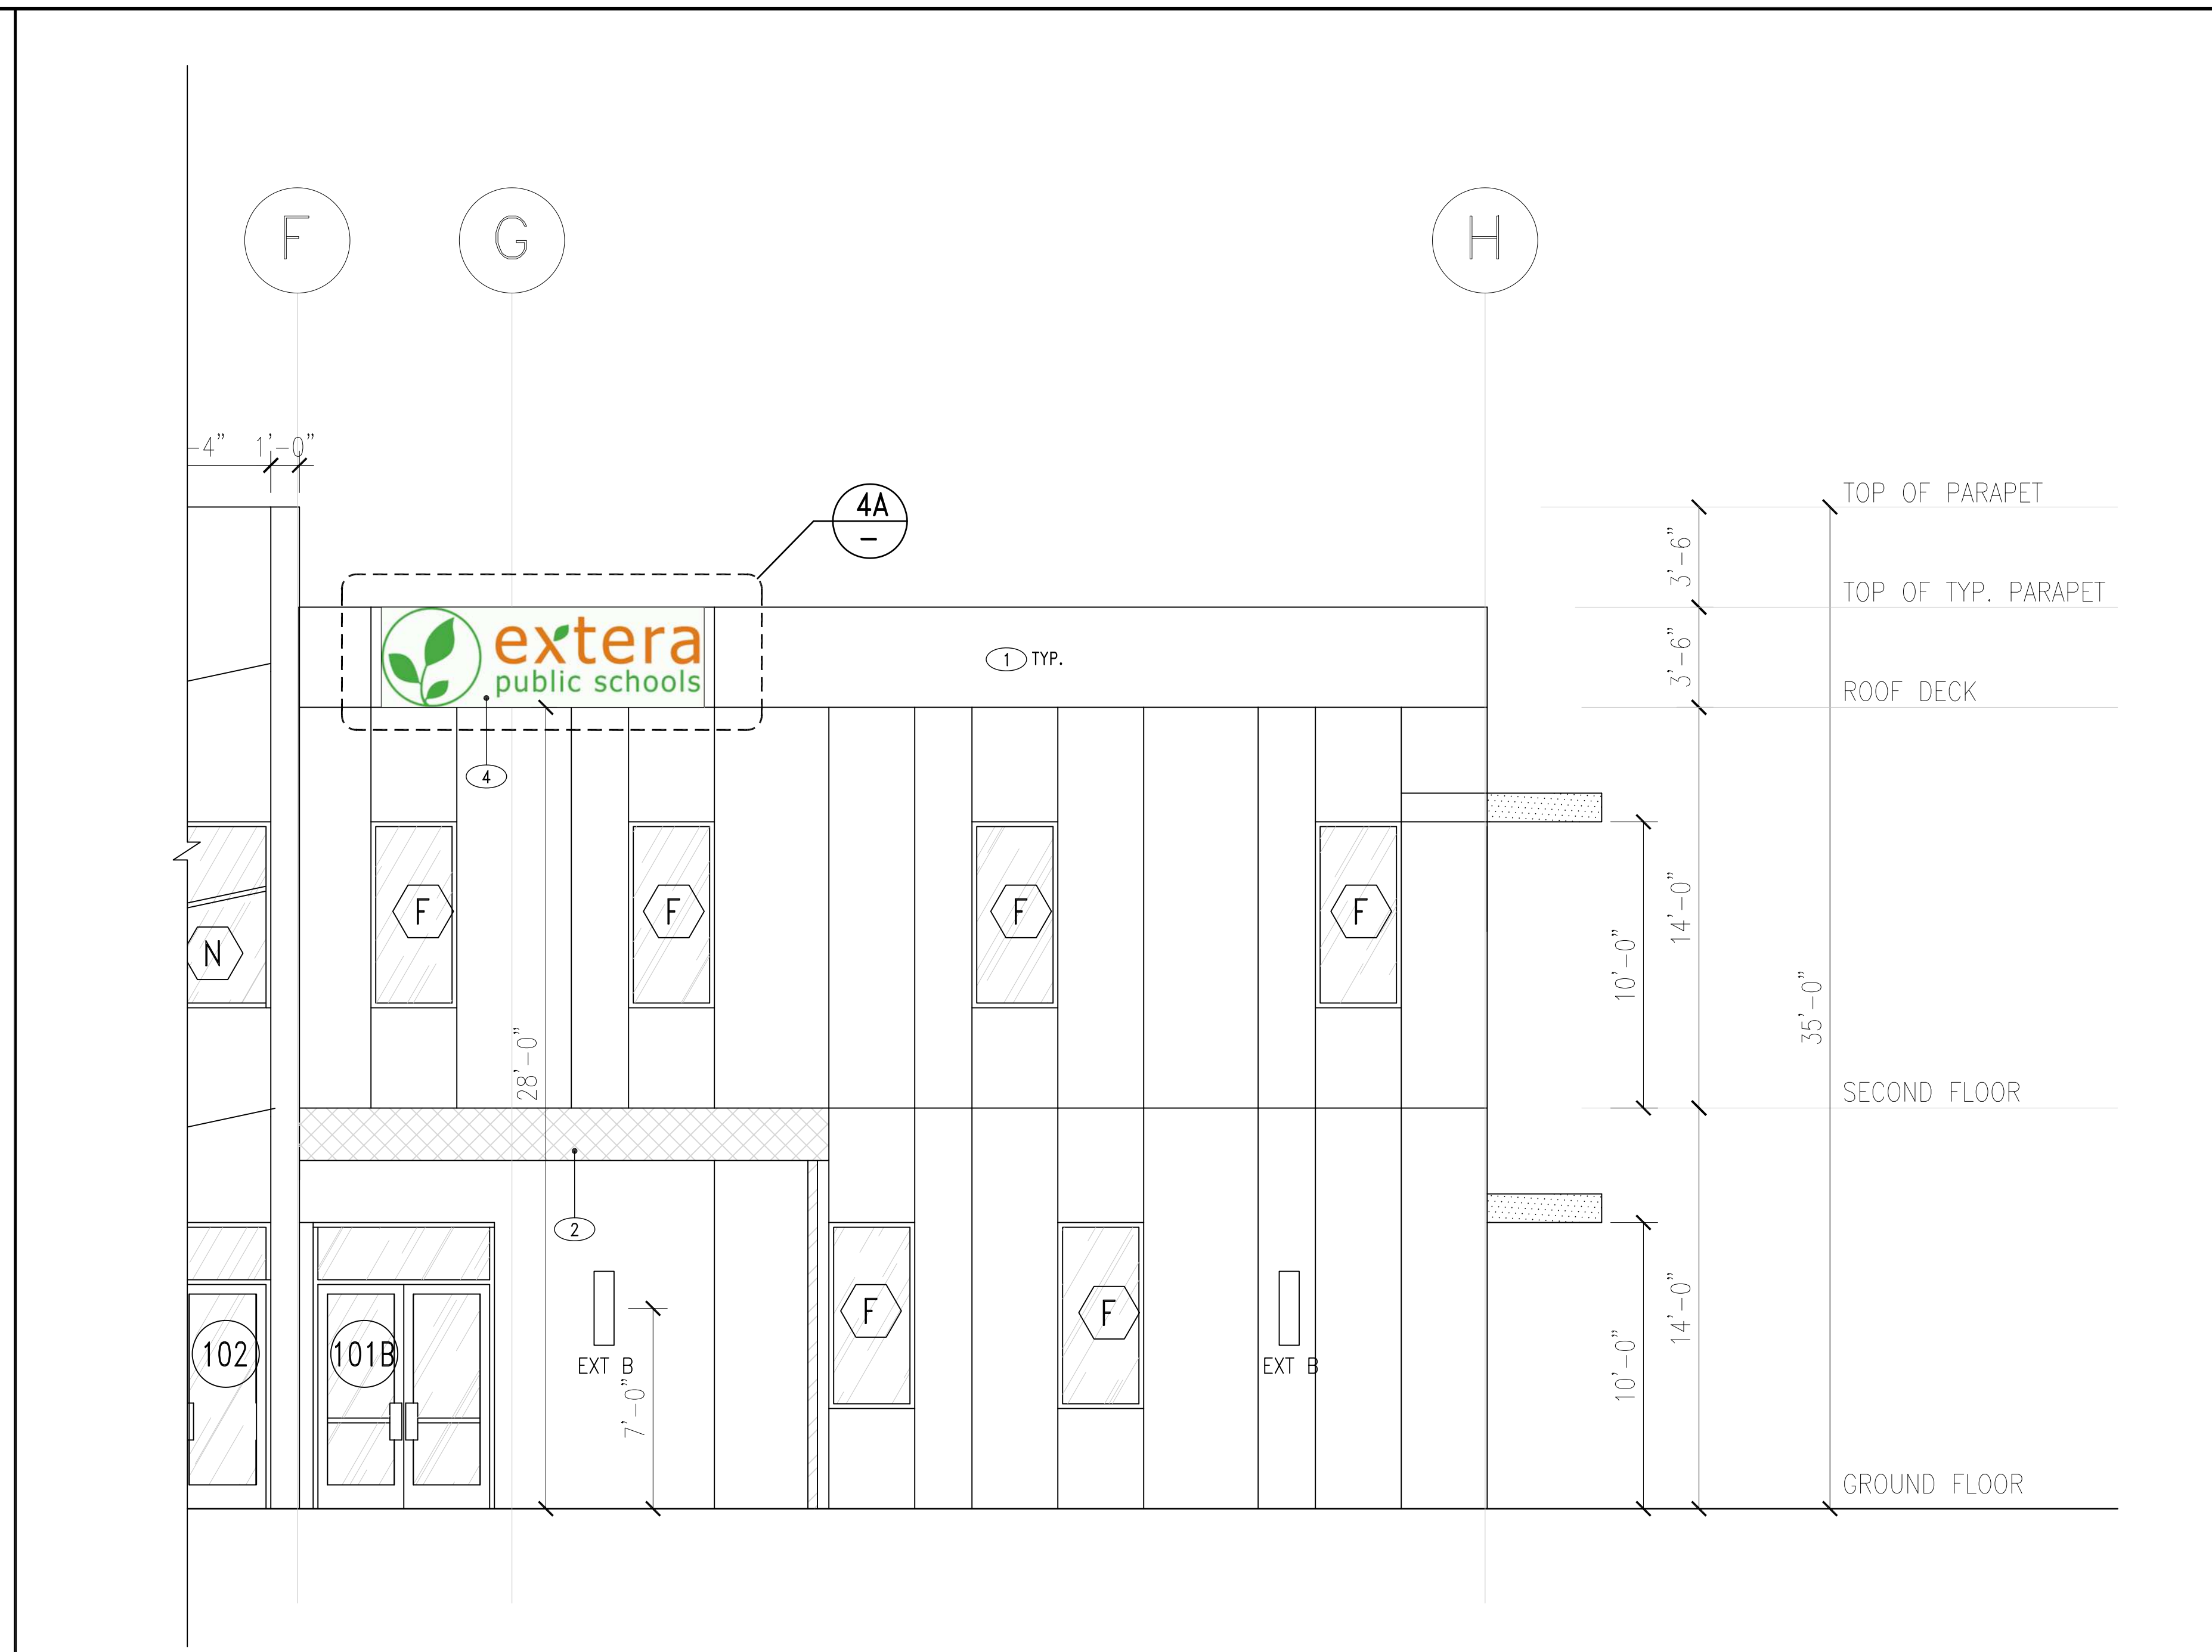 F
G
H
-4" 1'-0"
4A
-
TOP OF PARAPET
3'-6"
TOP OF TYP. PARAPET
extera
public schools
1 TYP.
3'-6"
ROOF DECK
4
F
F
F
F
N
10'-0"
14'-0"
35'-0"
28'-0"
SECOND FLOOR
2
F
F
102
101B
EXT B
EXT B
7'-0"
10'-0"
14'-0"
GROUND FLOOR